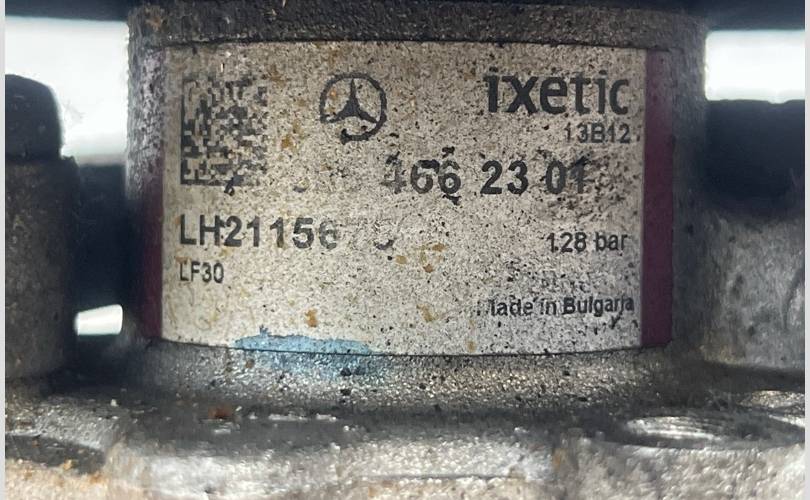 ixetic
13B12
466 23 01
LH21156
128 bar
LF30
Made in Bulgaria